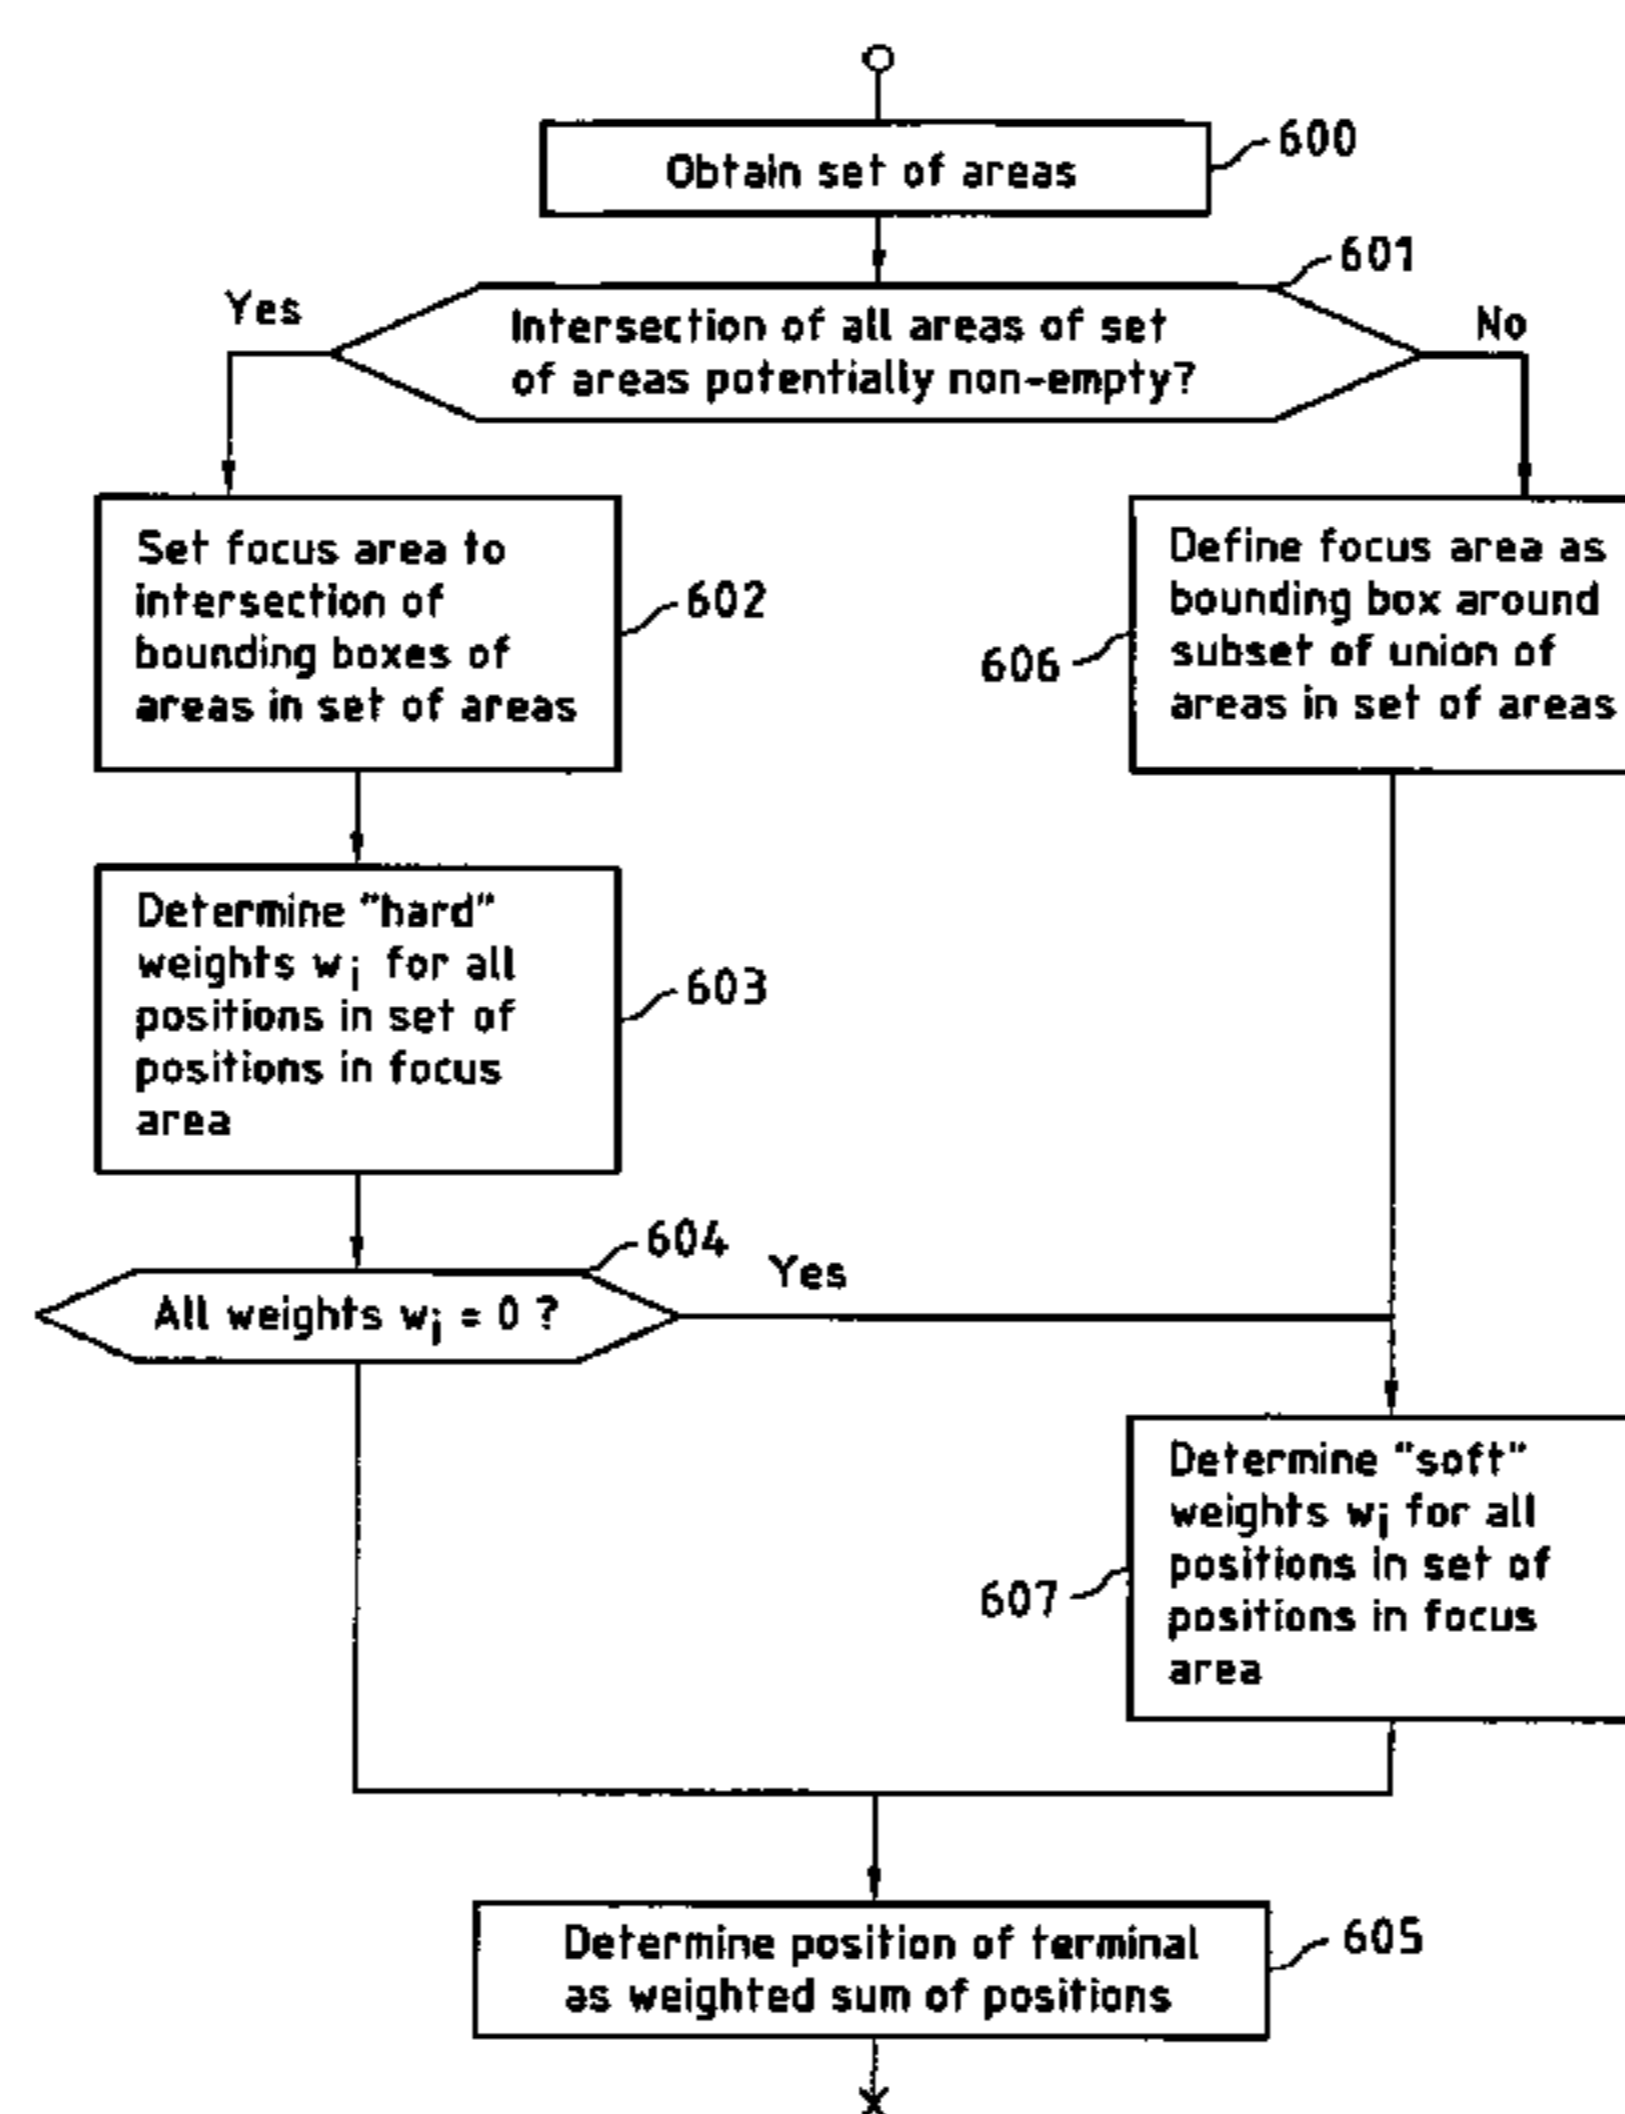 Obtain set of areas
600
601
Yes
Intersection of all areas of set
of areas potentially non-empty?
No
Set focus area to
intersection of
bounding boxes of
areas in set of areas
602
Define focus area as
bounding box around
subset of union of
areas in set of areas
606
Determine "hard"
weights wi for all
positions in set of
positions in focus
area
603
604
All weights wi = 0 ?
Yes
Determine "soft"
weights wi for all
positions in set of
positions in focus
area
607
Determine position of terminal
as weighted sum of positions
605